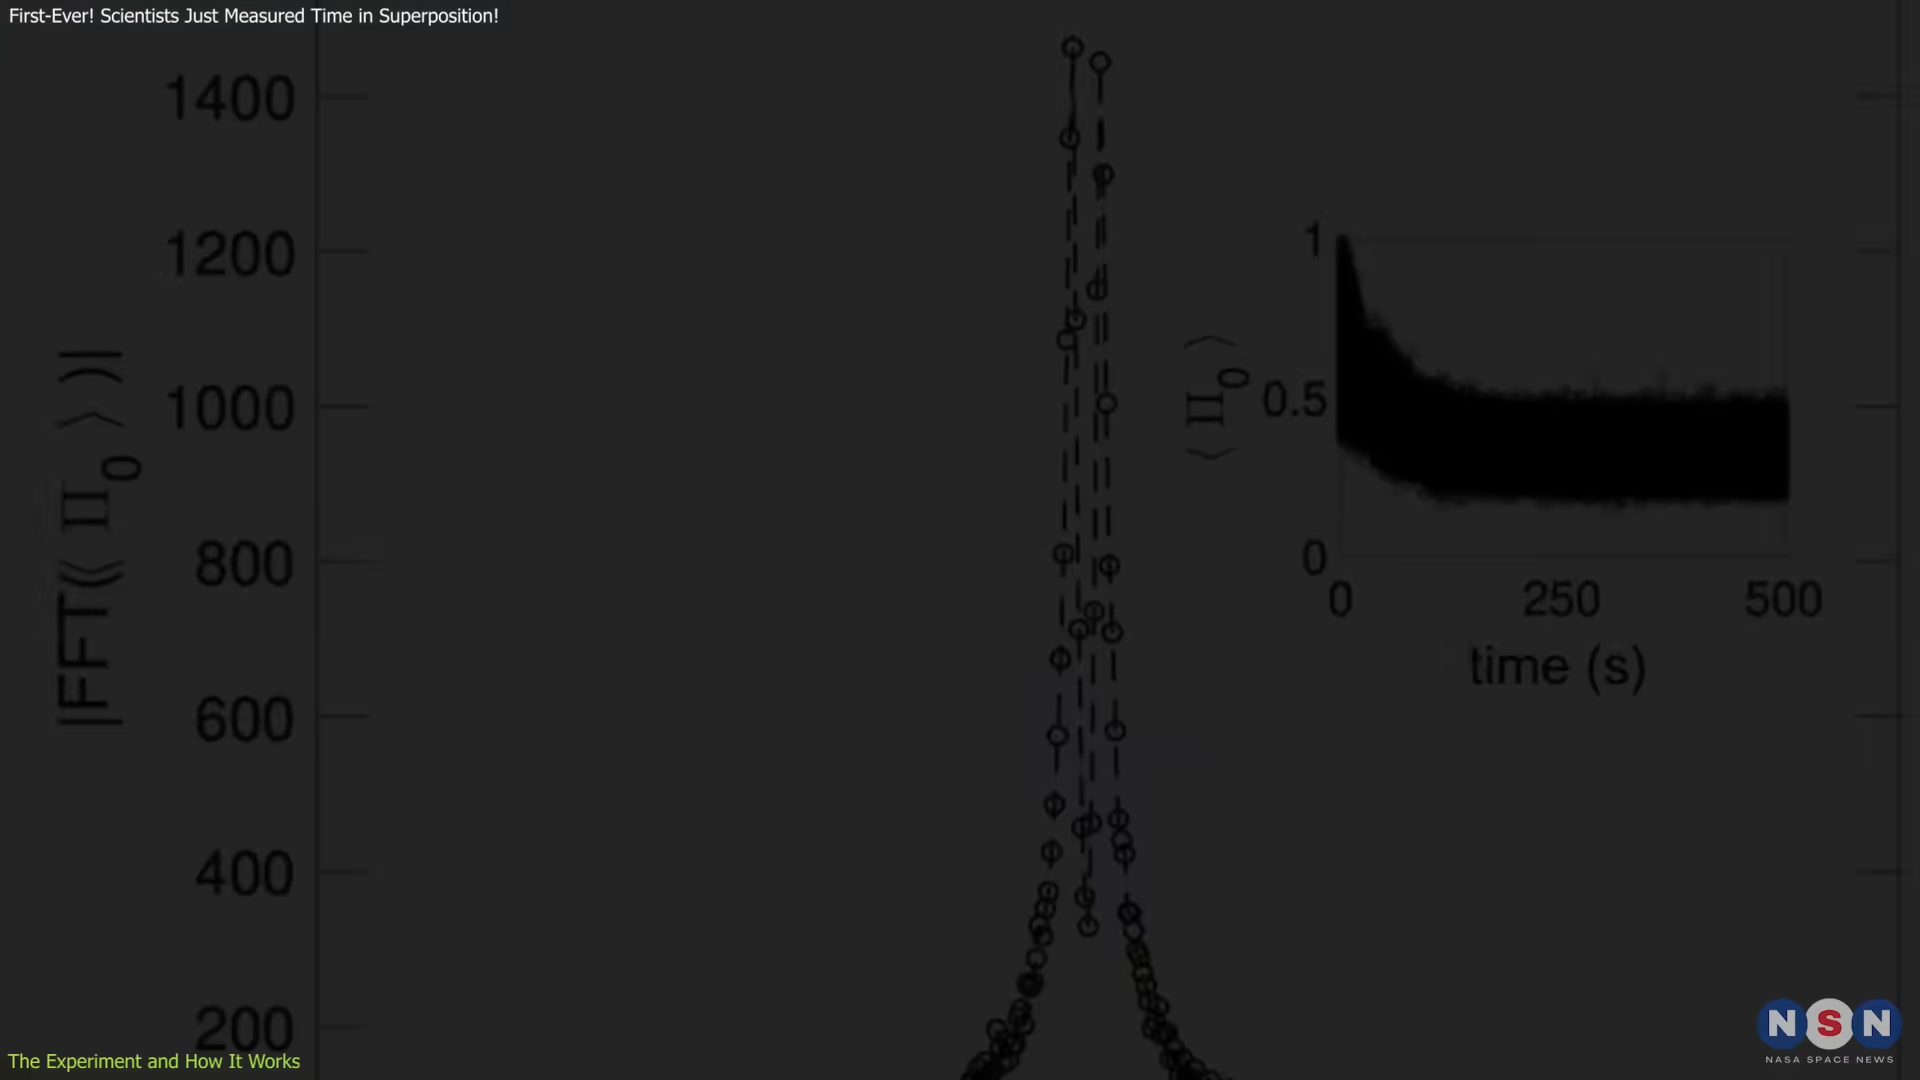 First-Ever! Scientists Just Measured Time in Superposition!
1400
1200
1000
800
600
400
200
|FFT(⟨ Π₀ ⟩)|
1
0.5
0
⟨ Π₀ ⟩
0 250 500
time (s)
The Experiment and How It Works
NSN
NASA SPACE NEWS